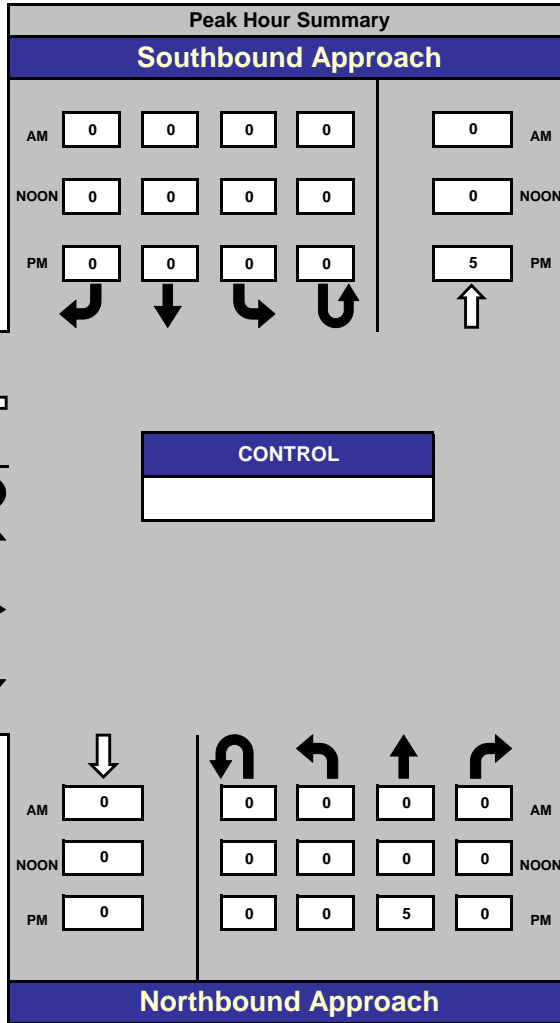 Peak Hour Summary
Southbound Approach
AM 0 0 0 0 0 AM
NOON 0 0 0 0 0 NOON
PM 0 0 0 0 5 PM
CONTROL
AM 0 0 0 0 0 AM
NOON 0 0 0 0 0 NOON
PM 0 0 0 5 0 PM
Northbound Approach